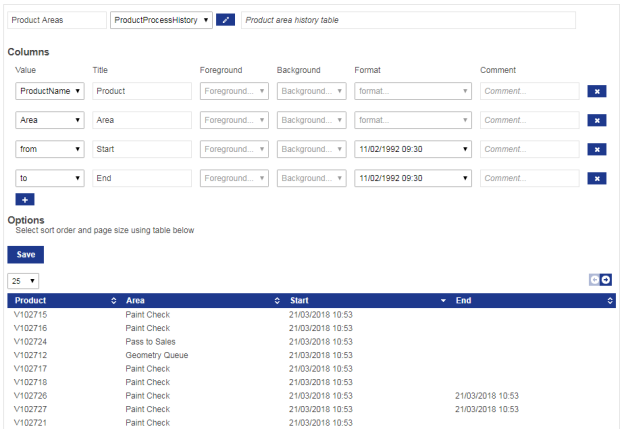 Product Areas ProductProcessHistory Product area history table
Columns
Value Title Foreground Background Format Comment
ProductName Product Foreground... Background... format... Comment...
Area Area Foreground... Background... format... Comment...
from Start Foreground... Background... 11/02/1992 09:30 Comment...
to End Foreground... Background... 11/02/1992 09:30 Comment...
Options
Select sort order and page size using table below
Save
25
Product Area Start End
V102715 Paint Check 21/03/2018 10:53
V102716 Paint Check 21/03/2018 10:53
V102724 Pass to Sales 21/03/2018 10:53
V102712 Geometry Queue 21/03/2018 10:53
V102717 Paint Check 21/03/2018 10:53
V102718 Paint Check 21/03/2018 10:53
V102726 Paint Check 21/03/2018 10:53 21/03/2018 10:53
V102727 Paint Check 21/03/2018 10:53 21/03/2018 10:53
V102721 Paint Check 21/03/2018 10:53